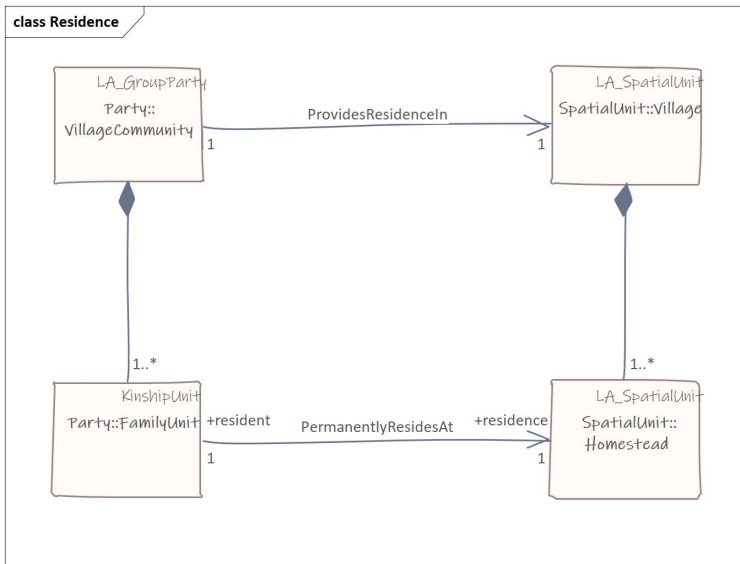 class Residence
LA_GroupParty
Party::
VillageCommunity
LA_SpatialUnit
SpatialUnit::Village
ProvidesResidenceIn
1
1
1..*
1..*
KinshipUnit
Party::FamilyUnit
LA_SpatialUnit
SpatialUnit::
Homestead
+resident
PermanentlyResidesAt
+residence
1
1